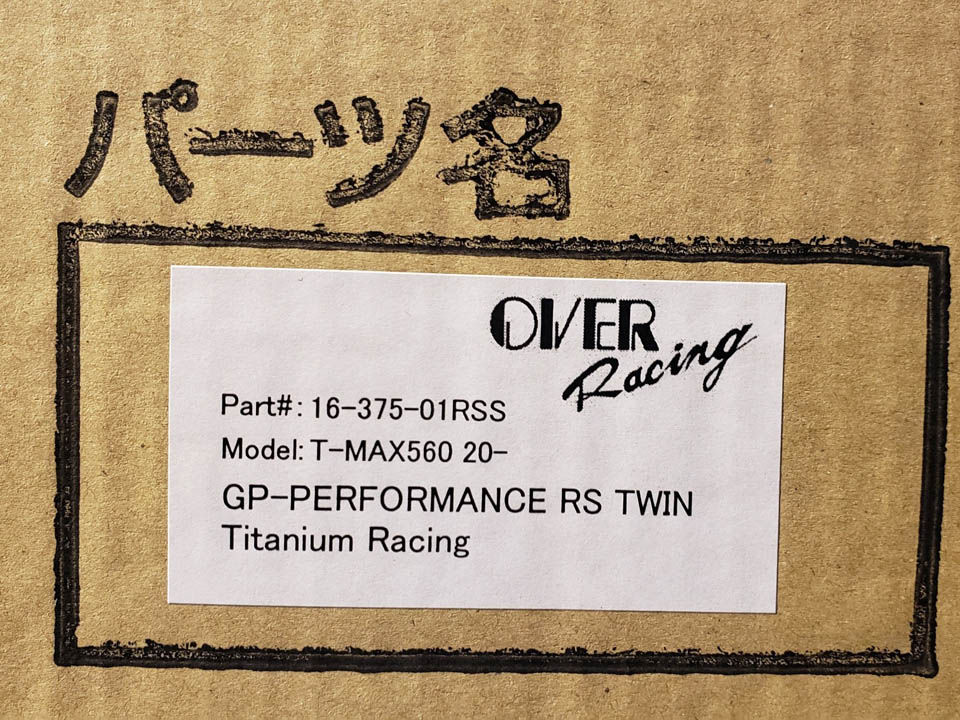 パーツ名
OVER
Racing
Part#: 16-375-01RSS
Model: T-MAX560 20-
GP-PERFORMANCE RS TWIN
Titanium Racing